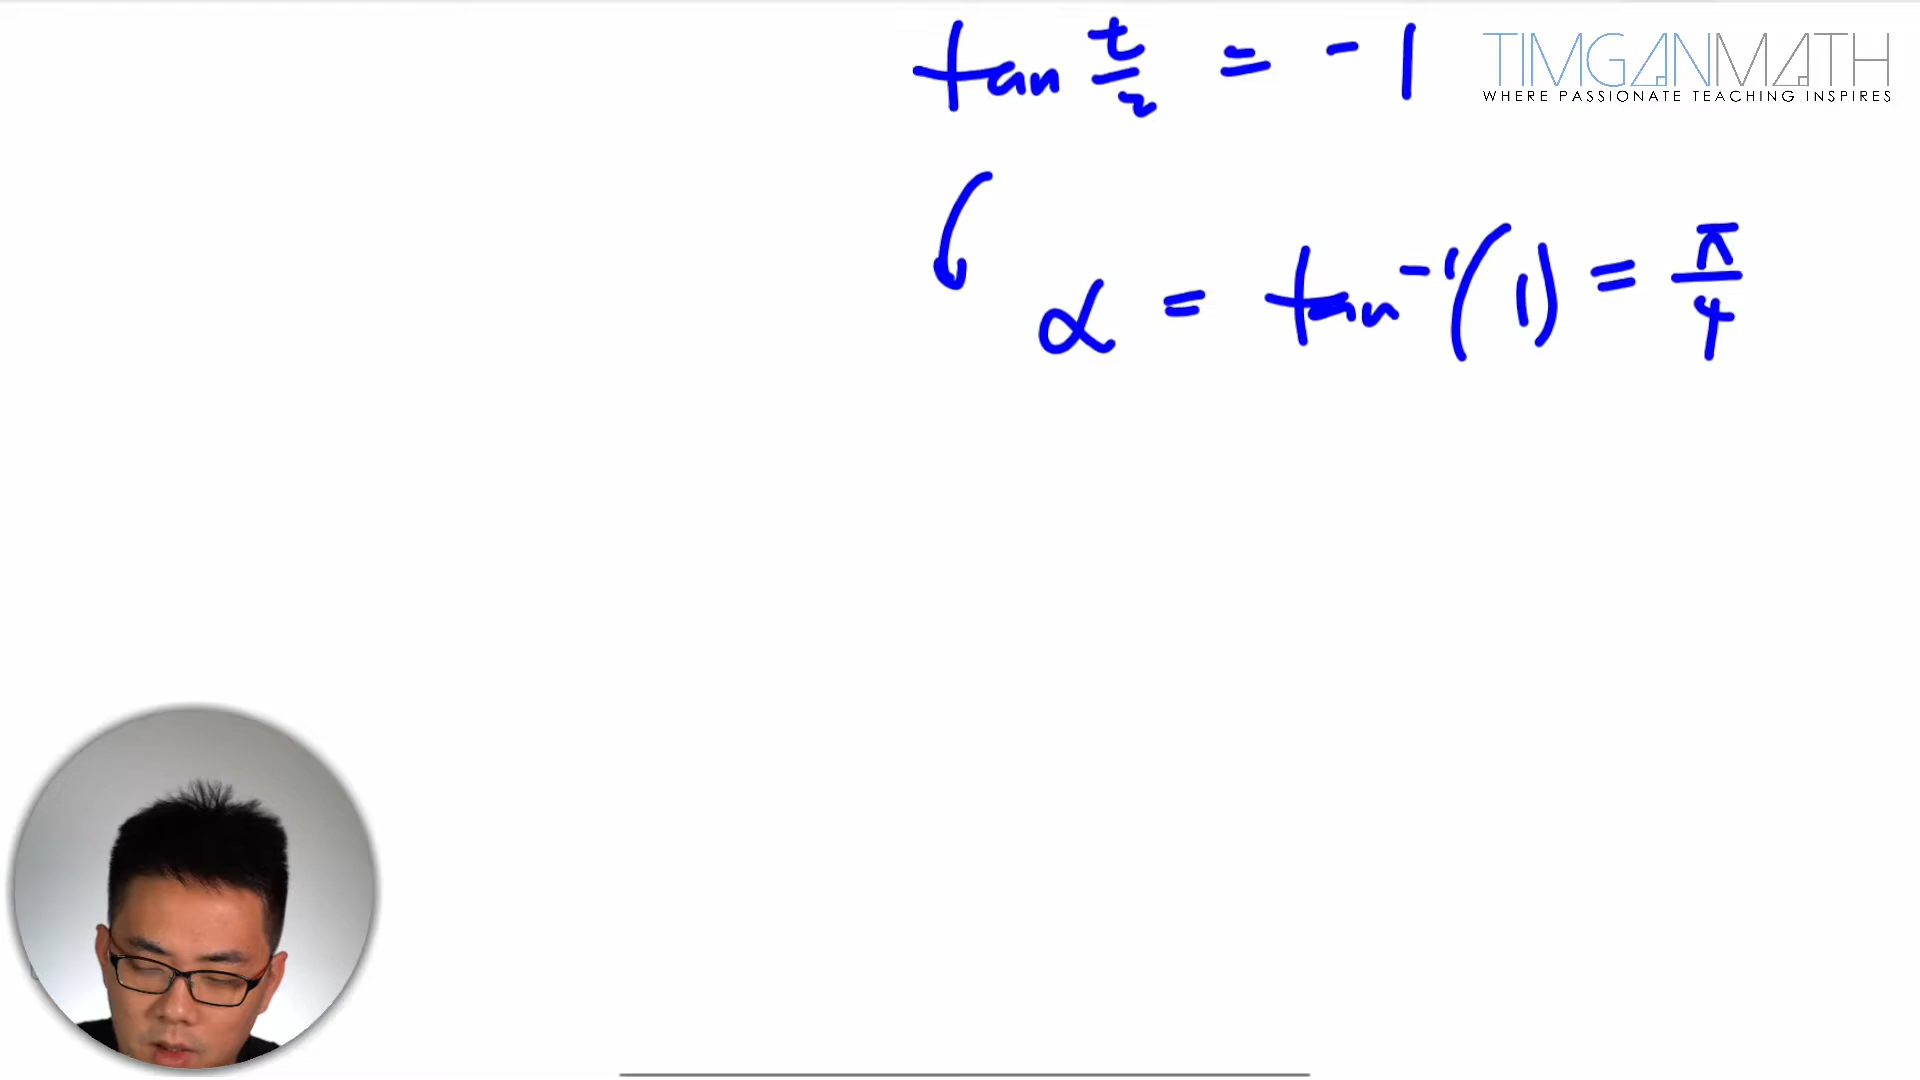 tan t/2 = -1
TIMGANMATH
WHERE PASSIONATE TEACHING INSPIRES
α = tan⁻¹(1) = π/4